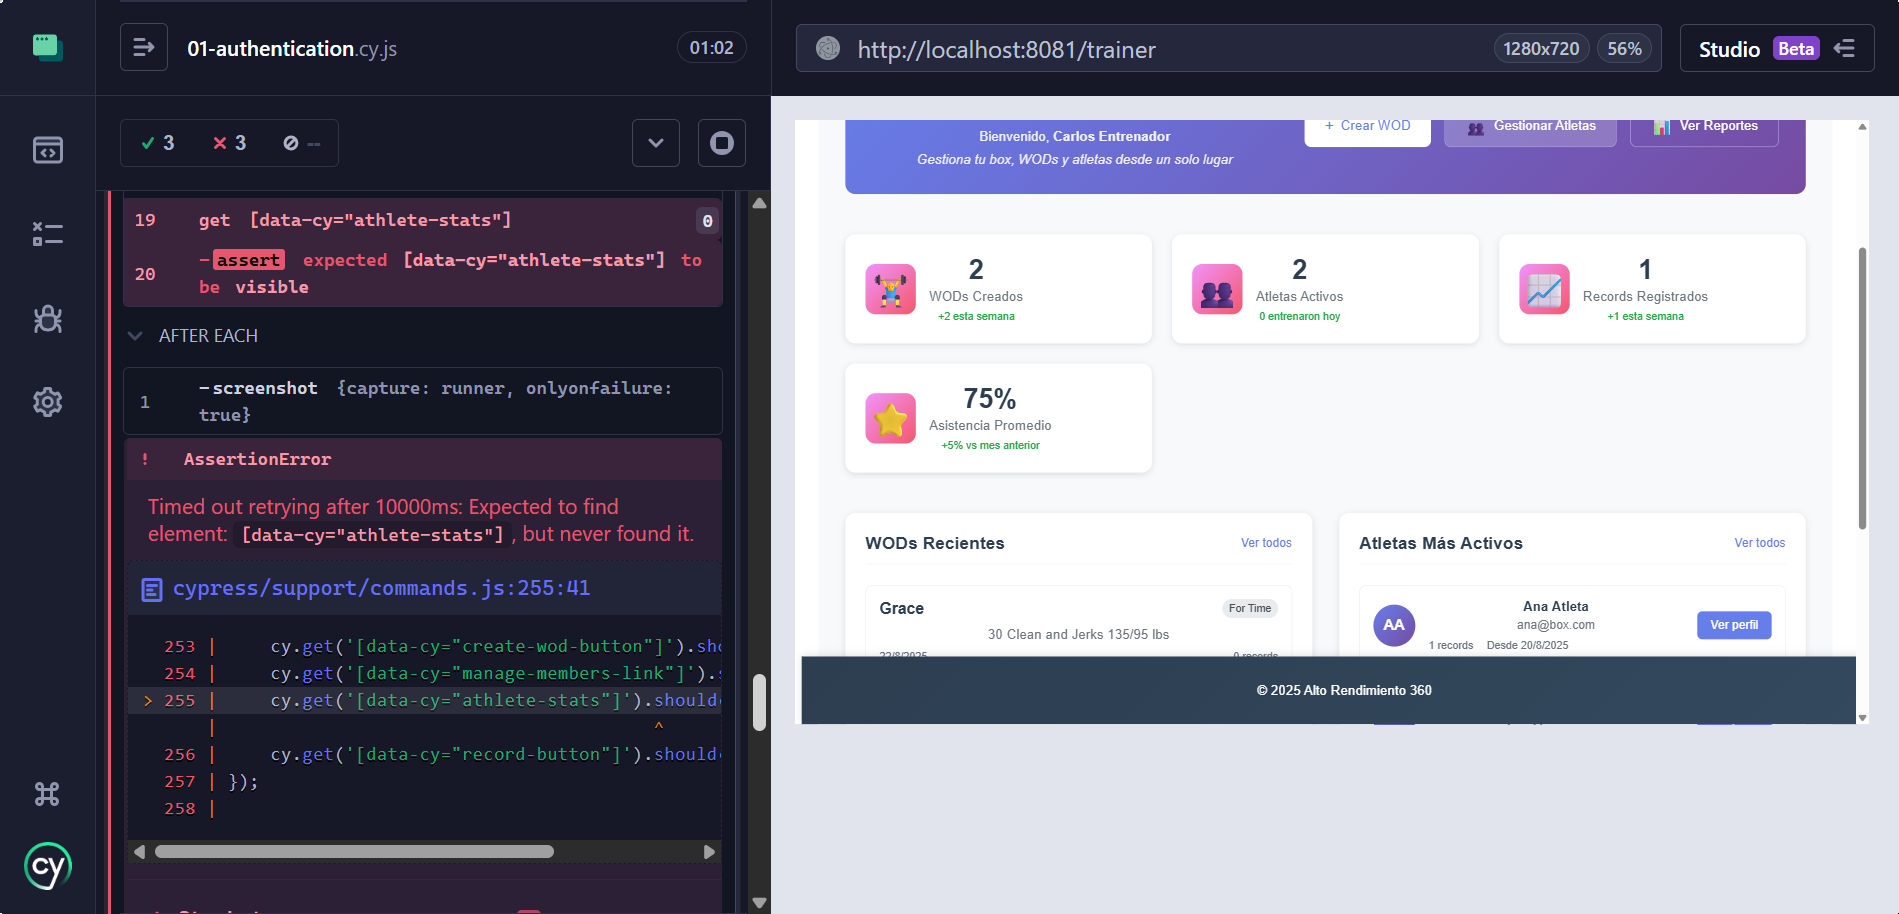 01-authentication.cy.js
01:02
3
3
--
19 get [data-cy="athlete-stats"] 0
20 -assert expected [data-cy="athlete-stats"] to
be visible
AFTER EACH
1 -screenshot {capture: runner, onlyonfailure:
true}
! AssertionError
Timed out retrying after 10000ms: Expected to find
element: [data-cy="athlete-stats"], but never found it.
cypress/support/commands.js:255:41
253 | cy.get('[data-cy="create-wod-button"]').sho
254 | cy.get('[data-cy="manage-members-link"]').s
> 255 | cy.get('[data-cy="athlete-stats"]').should(
| ^
256 | cy.get('[data-cy="record-button"]').should(
257 | });
258 |
cy
http://localhost:8081/trainer
1280x720
56%
Studio Beta
Bienvenido, Carlos Entrenador
Gestiona tu box, WODs y atletas desde un solo lugar
+ Crear WOD
Gestionar Atletas
Ver Reportes
2
WODs Creados
+2 esta semana
2
Atletas Activos
0 entrenaron hoy
1
Records Registrados
+1 esta semana
75%
Asistencia Promedio
+5% vs mes anterior
WODs Recientes
Ver todos
Grace
For Time
30 Clean and Jerks 135/95 lbs
22/8/2025
0 records
Atletas Más Activos
Ver todos
AA
Ana Atleta
ana@box.com
1 records Desde 20/8/2025
Ver perfil
© 2025 Alto Rendimiento 360